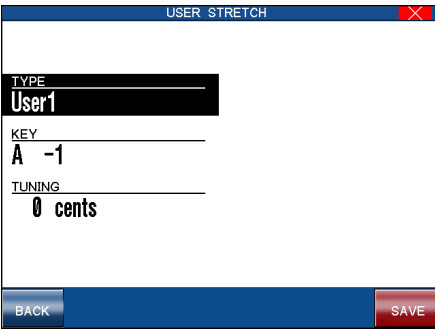 USER STRETCH
TYPE
User1
KEY
A -1
TUNING
0 cents
BACK
SAVE